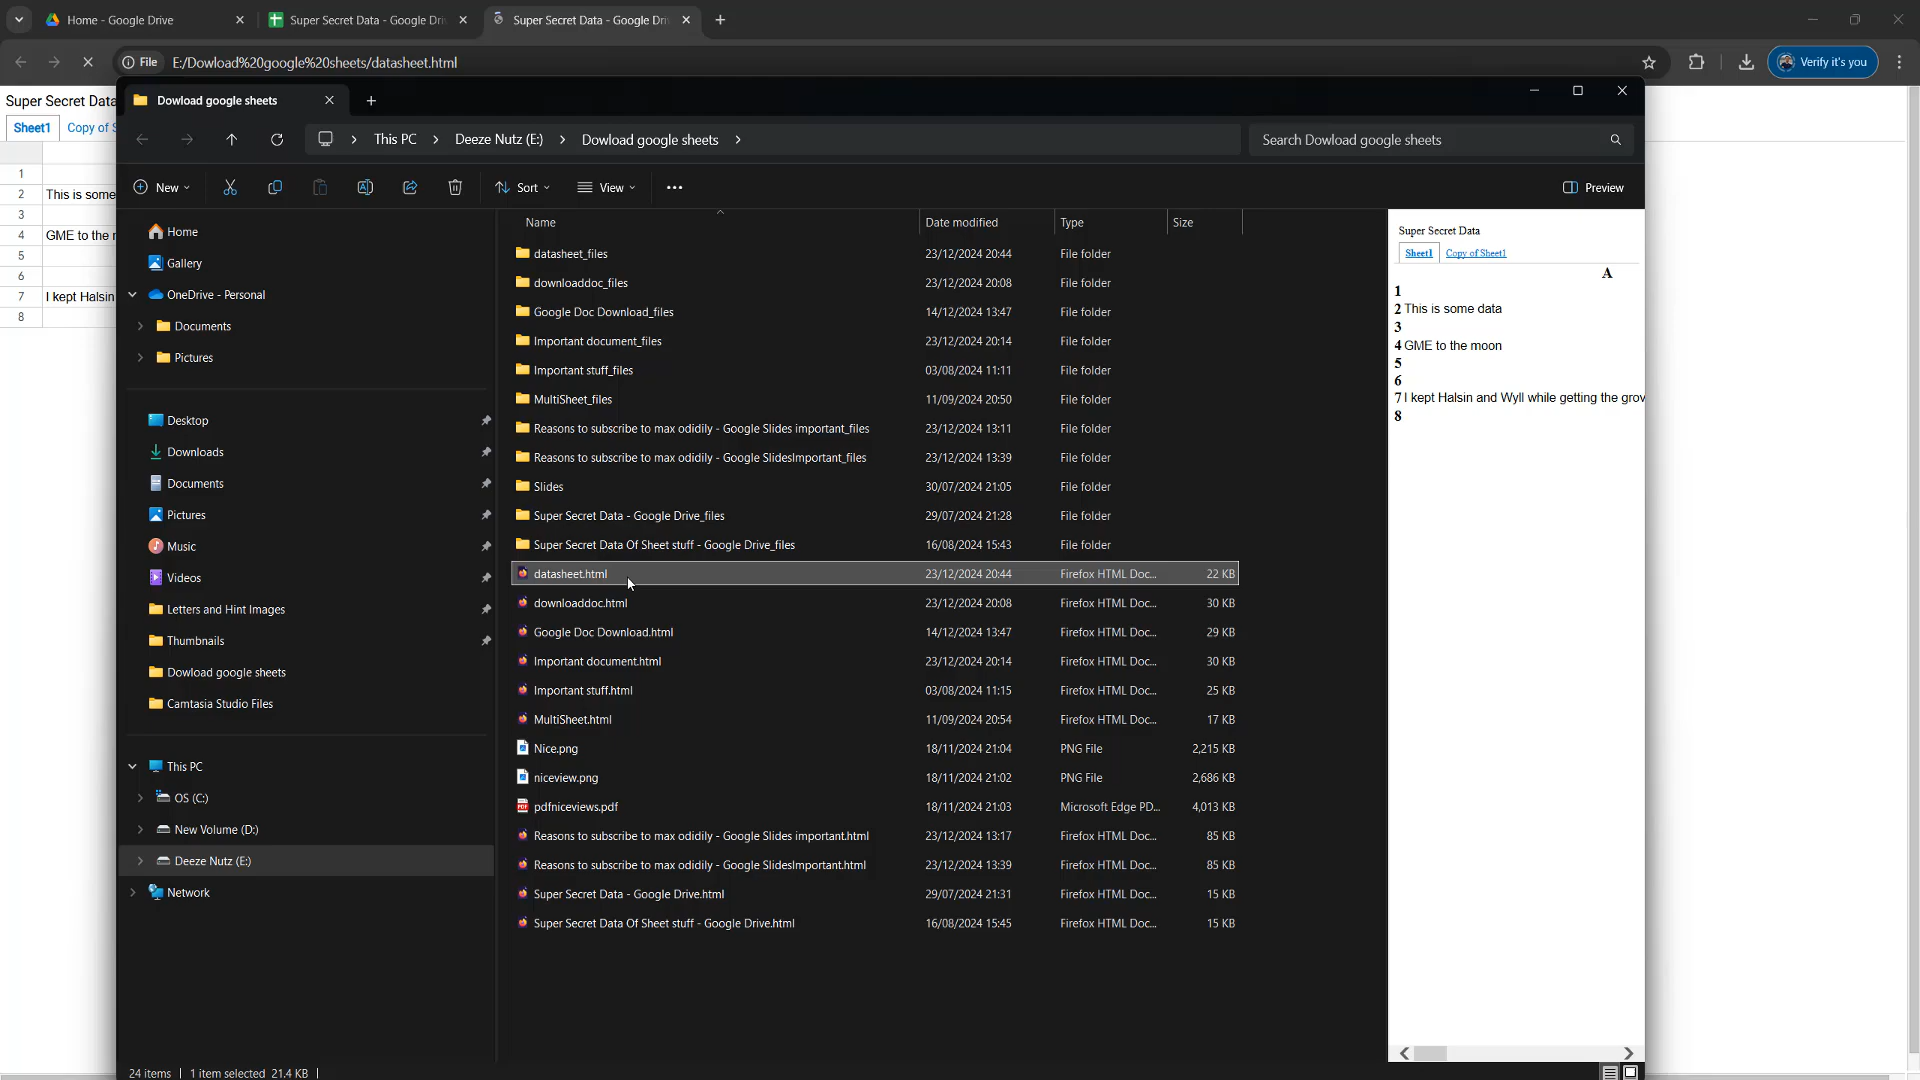 Home - Google Drive
Super Secret Data - Google Dri
Super Secret Data - Google Dri
File
E:/Dowload%20google%20sheets/datasheet.html
Verify it's you
Super Secret Data
Sheet1
Copy of S
1
2 This is some
3
4 GME to the
5
6
7 I kept Halsin
8
Dowload google sheets
This PC > Deeze Nutz (E:) > Dowload google sheets >
Search Dowload google sheets
New
Sort
View
Preview
Home
Gallery
OneDrive - Personal
Documents
Pictures
Desktop
Downloads
Documents
Pictures
Music
Videos
Letters and Hint Images
Thumbnails
Dowload google sheets
Camtasia Studio Files
This PC
OS (C:)
New Volume (D:)
Deeze Nutz (E:)
Network
Name Date modified Type Size
datasheet_files 23/12/2024 20:44 File folder
downloaddoc_files 23/12/2024 20:08 File folder
Google Doc Download_files 14/12/2024 13:47 File folder
Important document_files 23/12/2024 20:14 File folder
Important stuff_files 03/08/2024 11:11 File folder
MultiSheet_files 11/09/2024 20:50 File folder
Reasons to subscribe to max odidily - Google Slides important_files 23/12/2024 13:11 File folder
Reasons to subscribe to max odidily - Google SlidesImportant_files 23/12/2024 13:39 File folder
Slides 30/07/2024 21:05 File folder
Super Secret Data - Google Drive_files 29/07/2024 21:28 File folder
Super Secret Data Of Sheet stuff - Google Drive_files 16/08/2024 15:43 File folder
datasheet.html 23/12/2024 20:44 Firefox HTML Doc... 22 KB
downloaddoc.html 23/12/2024 20:08 Firefox HTML Doc... 30 KB
Google Doc Download.html 14/12/2024 13:47 Firefox HTML Doc... 29 KB
Important document.html 23/12/2024 20:14 Firefox HTML Doc... 30 KB
Important stuff.html 03/08/2024 11:15 Firefox HTML Doc... 25 KB
MultiSheet.html 11/09/2024 20:54 Firefox HTML Doc... 17 KB
Nice.png 18/11/2024 21:04 PNG File 2,215 KB
niceview.png 18/11/2024 21:02 PNG File 2,686 KB
pdfniceviews.pdf 18/11/2024 21:03 Microsoft Edge PD... 4,013 KB
Reasons to subscribe to max odidily - Google Slides important.html 23/12/2024 13:17 Firefox HTML Doc... 85 KB
Reasons to subscribe to max odidily - Google SlidesImportant.html 23/12/2024 13:39 Firefox HTML Doc... 85 KB
Super Secret Data - Google Drive.html 29/07/2024 21:31 Firefox HTML Doc... 15 KB
Super Secret Data Of Sheet stuff - Google Drive.html 16/08/2024 15:45 Firefox HTML Doc... 15 KB
Super Secret Data
Sheet1 Copy of Sheet1
A
1
2 This is some data
3
4 GME to the moon
5
6
7 I kept Halsin and Wyll while getting the grov
8
24 items 1 item selected 21.4 KB